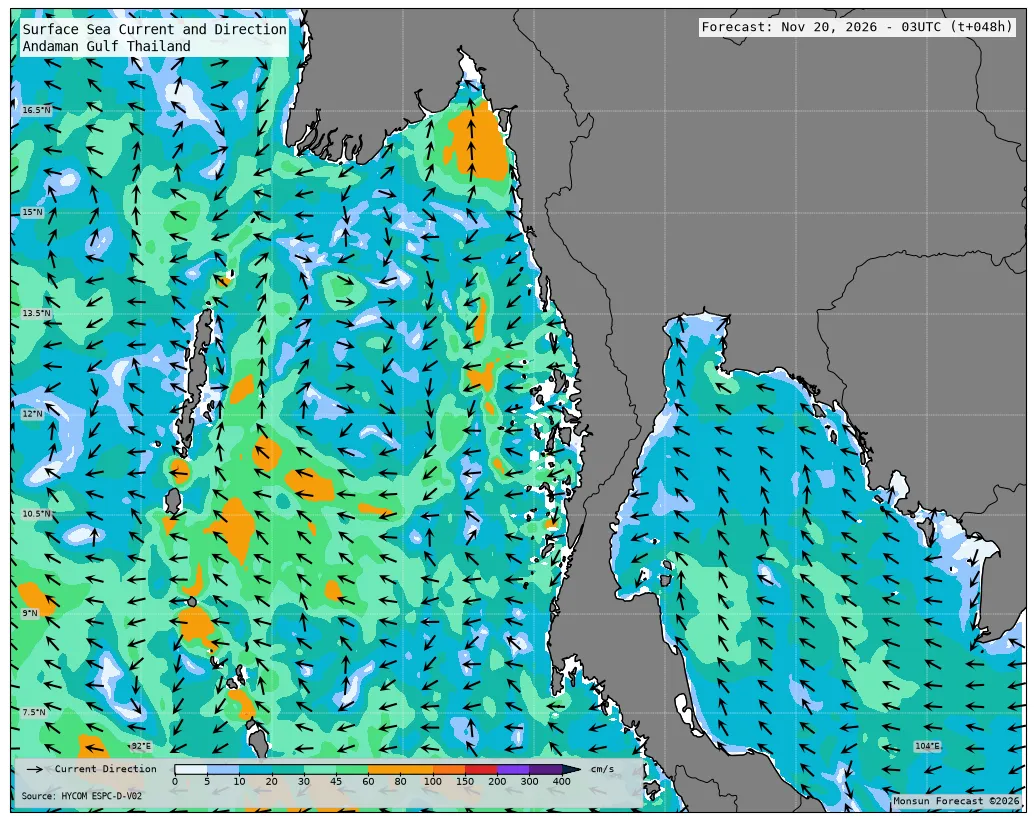 Surface Sea Current and Direction
Andaman Gulf Thailand
Forecast: Nov 20, 2026 - 03UTC (t+048h)
16.5°N
15°N
13.5°N
12°N
10.5°N
9°N
7.5°N
92°E
104°E
Current Direction
0 5 10 20 30 45 60 80 100 150 200 300 400 cm/s
Source: HYCOM ESPC-D-V02
Monsun Forecast ©2026